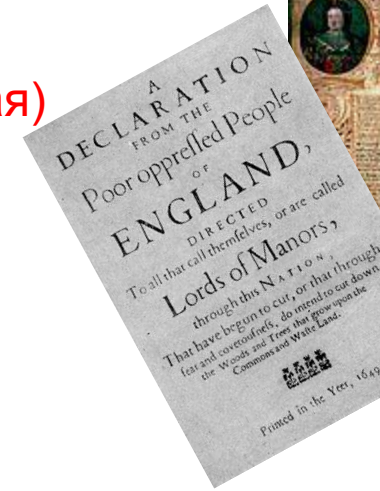 ая)
A
DECLARATION
FROM THE
Poor oppreſſed People
OF
ENGLAND,
DIRECTED
To all that call themſelves, or are called
Lords of Manors,
through this NATION,
That have begun to cut, or that through
fear and covetouſneſs, do intend to cut down
the Woods and Trees that grow upon the
Commons and Waſte Land.
Printed in the Yeer, 1649